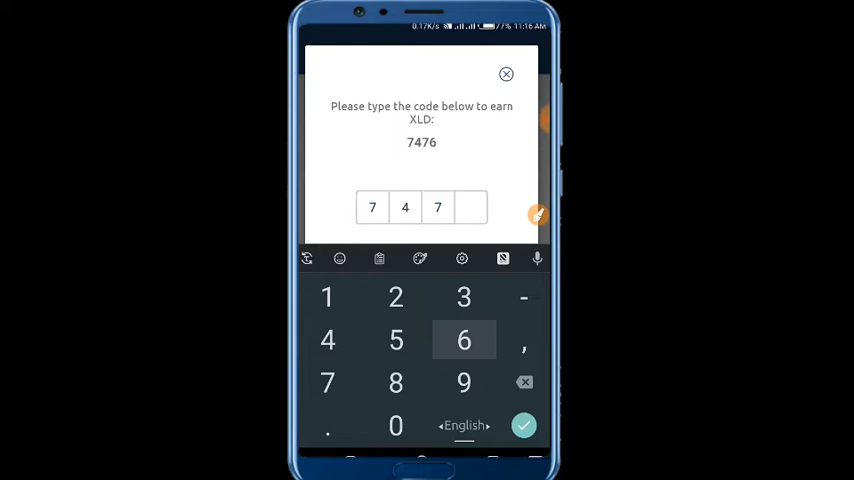 0.17K/s 77% 11:16 AM
Please type the code below to earn
XLD:
7476
7 4 7
1 2 3 -
4 5 6 ,
7 8 9
. 0 English